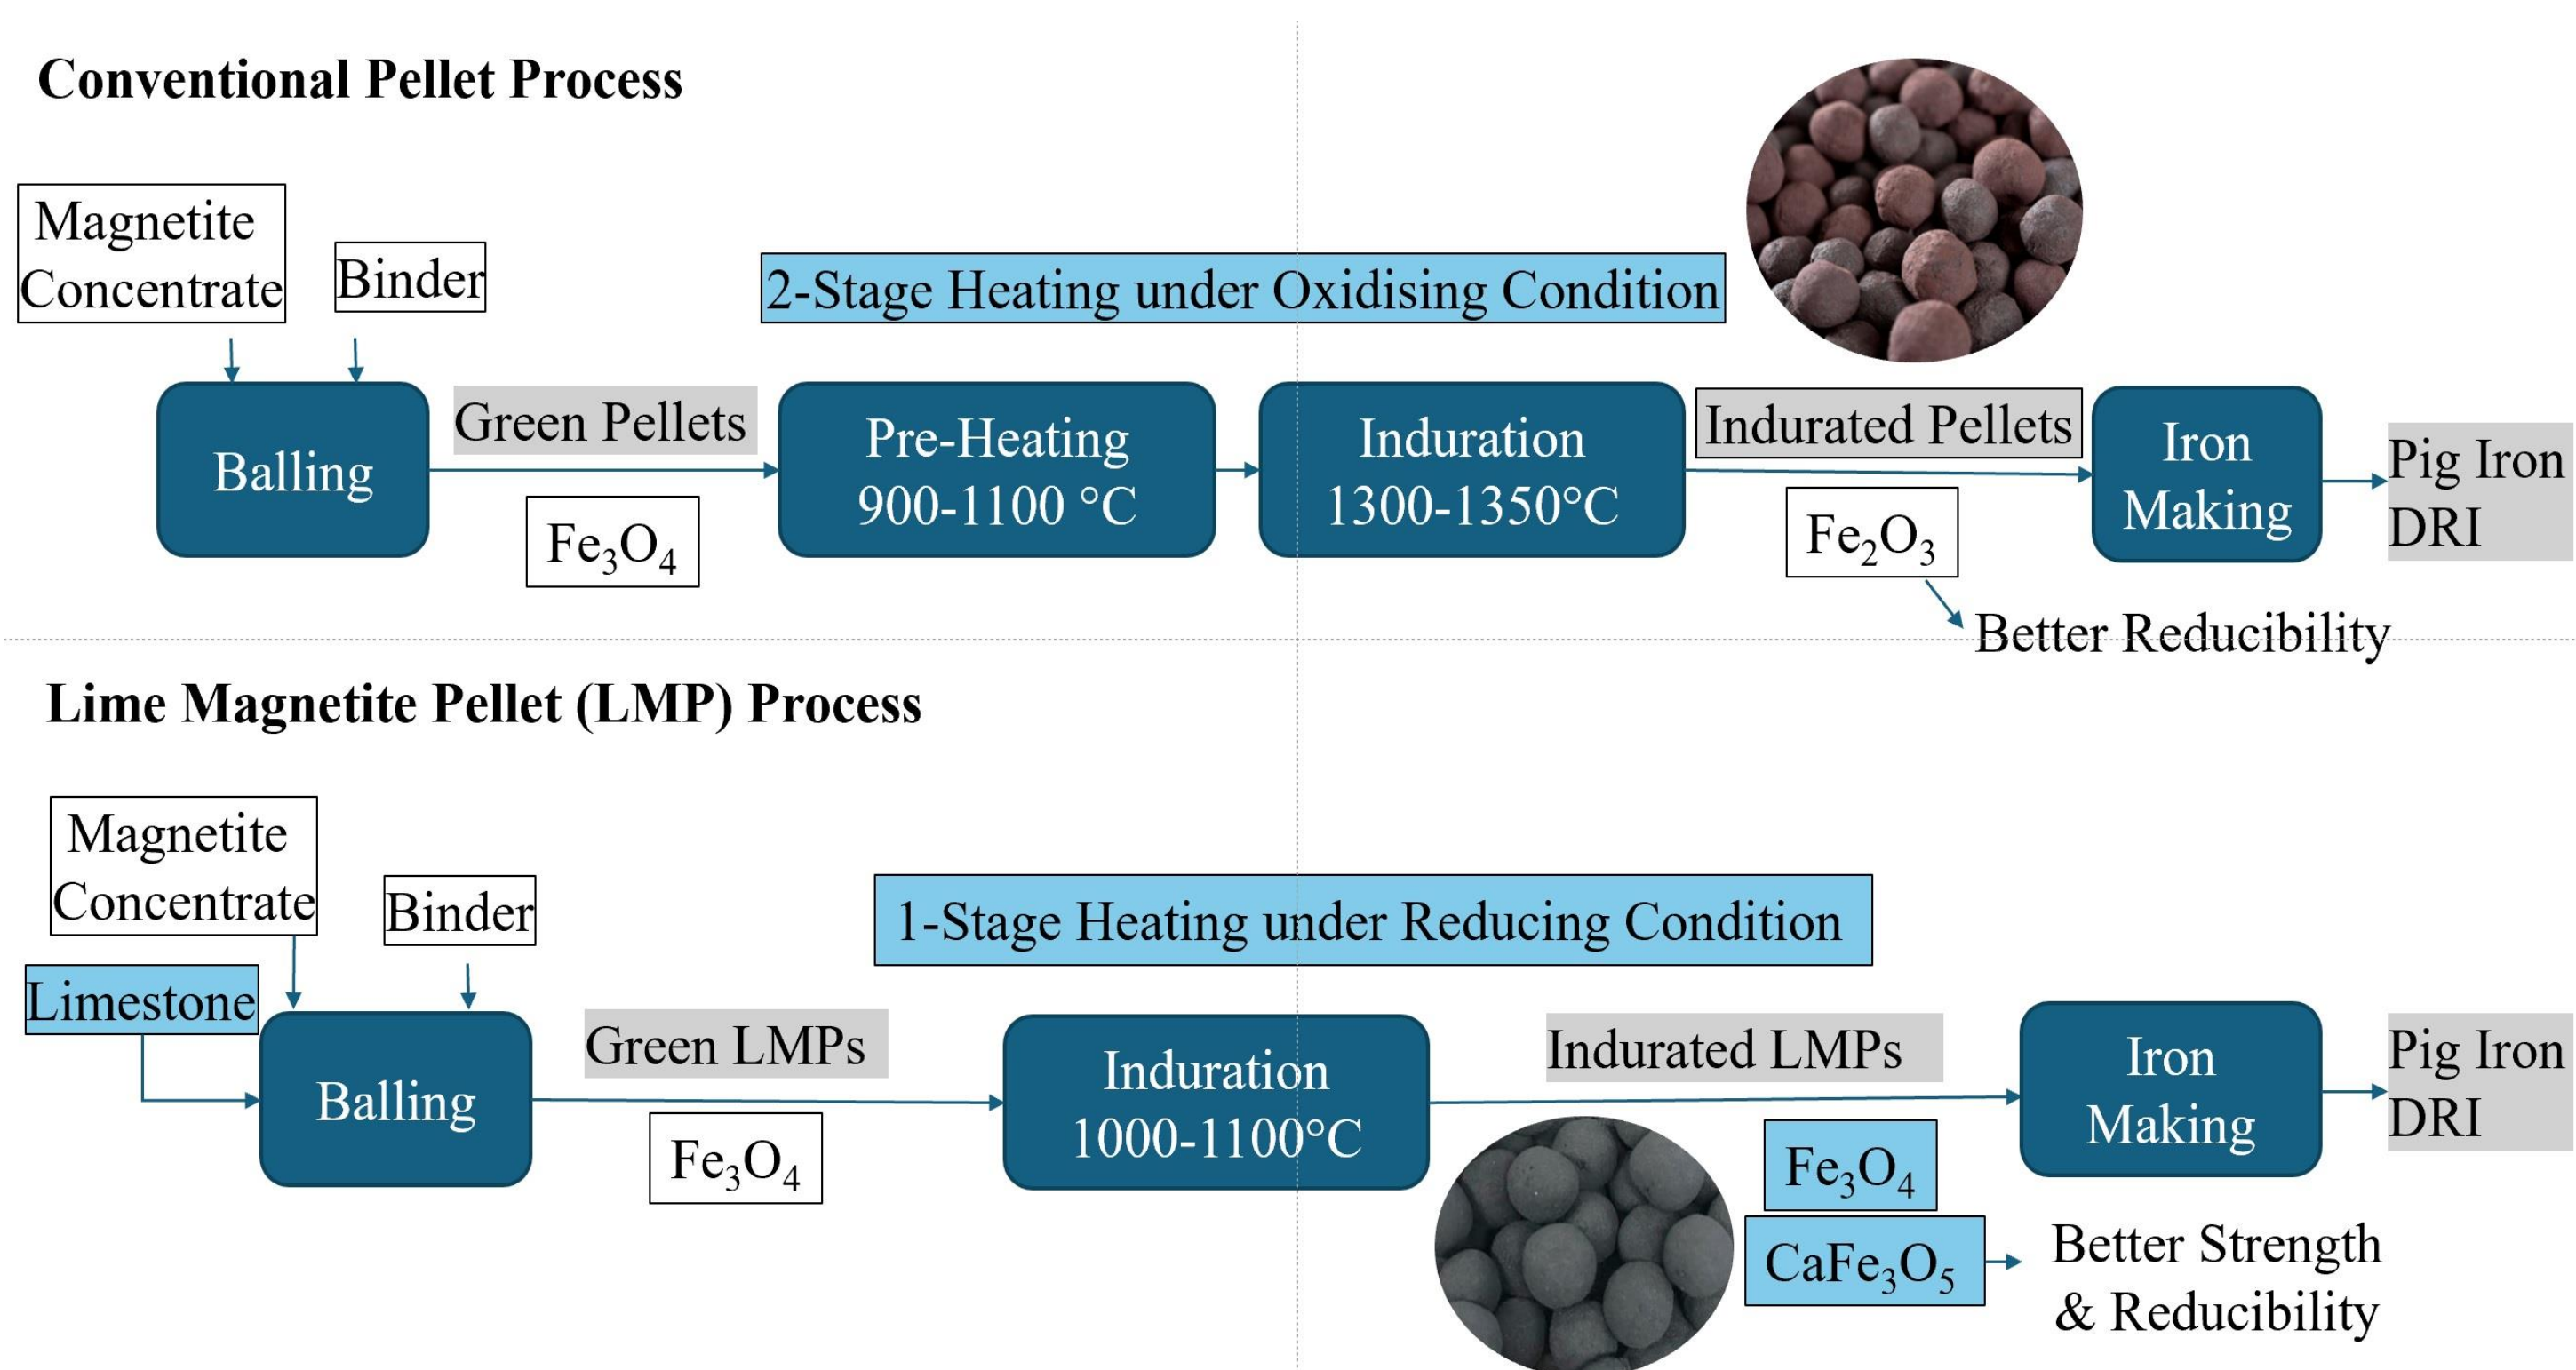 Conventional Pellet Process
Magnetite
Concentrate
Binder
2-Stage Heating under Oxidising Condition
Balling
Green Pellets
Fe₃O₄
Pre-Heating
900-1100 °C
Induration
1300-1350°C
Indurated Pellets
Fe₂O₃
Better Reducibility
Iron
Making
Pig Iron
DRI
Lime Magnetite Pellet (LMP) Process
Magnetite
Concentrate
Binder
Limestone
1-Stage Heating under Reducing Condition
Balling
Green LMPs
Fe₃O₄
Induration
1000-1100°C
Indurated LMPs
Fe₃O₄
CaFe₃O₅
Better Strength
& Reducibility
Iron
Making
Pig Iron
DRI